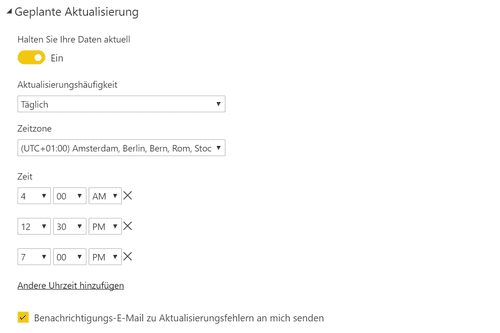 Geplante Aktualisierung
Halten Sie Ihre Daten aktuell
Ein
Aktualisierungshäufigkeit
Täglich
Zeitzone
(UTC+01:00) Amsterdam, Berlin, Bern, Rom, Stoc
Zeit
4 00 AM
12 30 PM
7 00 PM
Andere Uhrzeit hinzufügen
Benachrichtigungs-E-Mail zu Aktualisierungsfehlern an mich senden